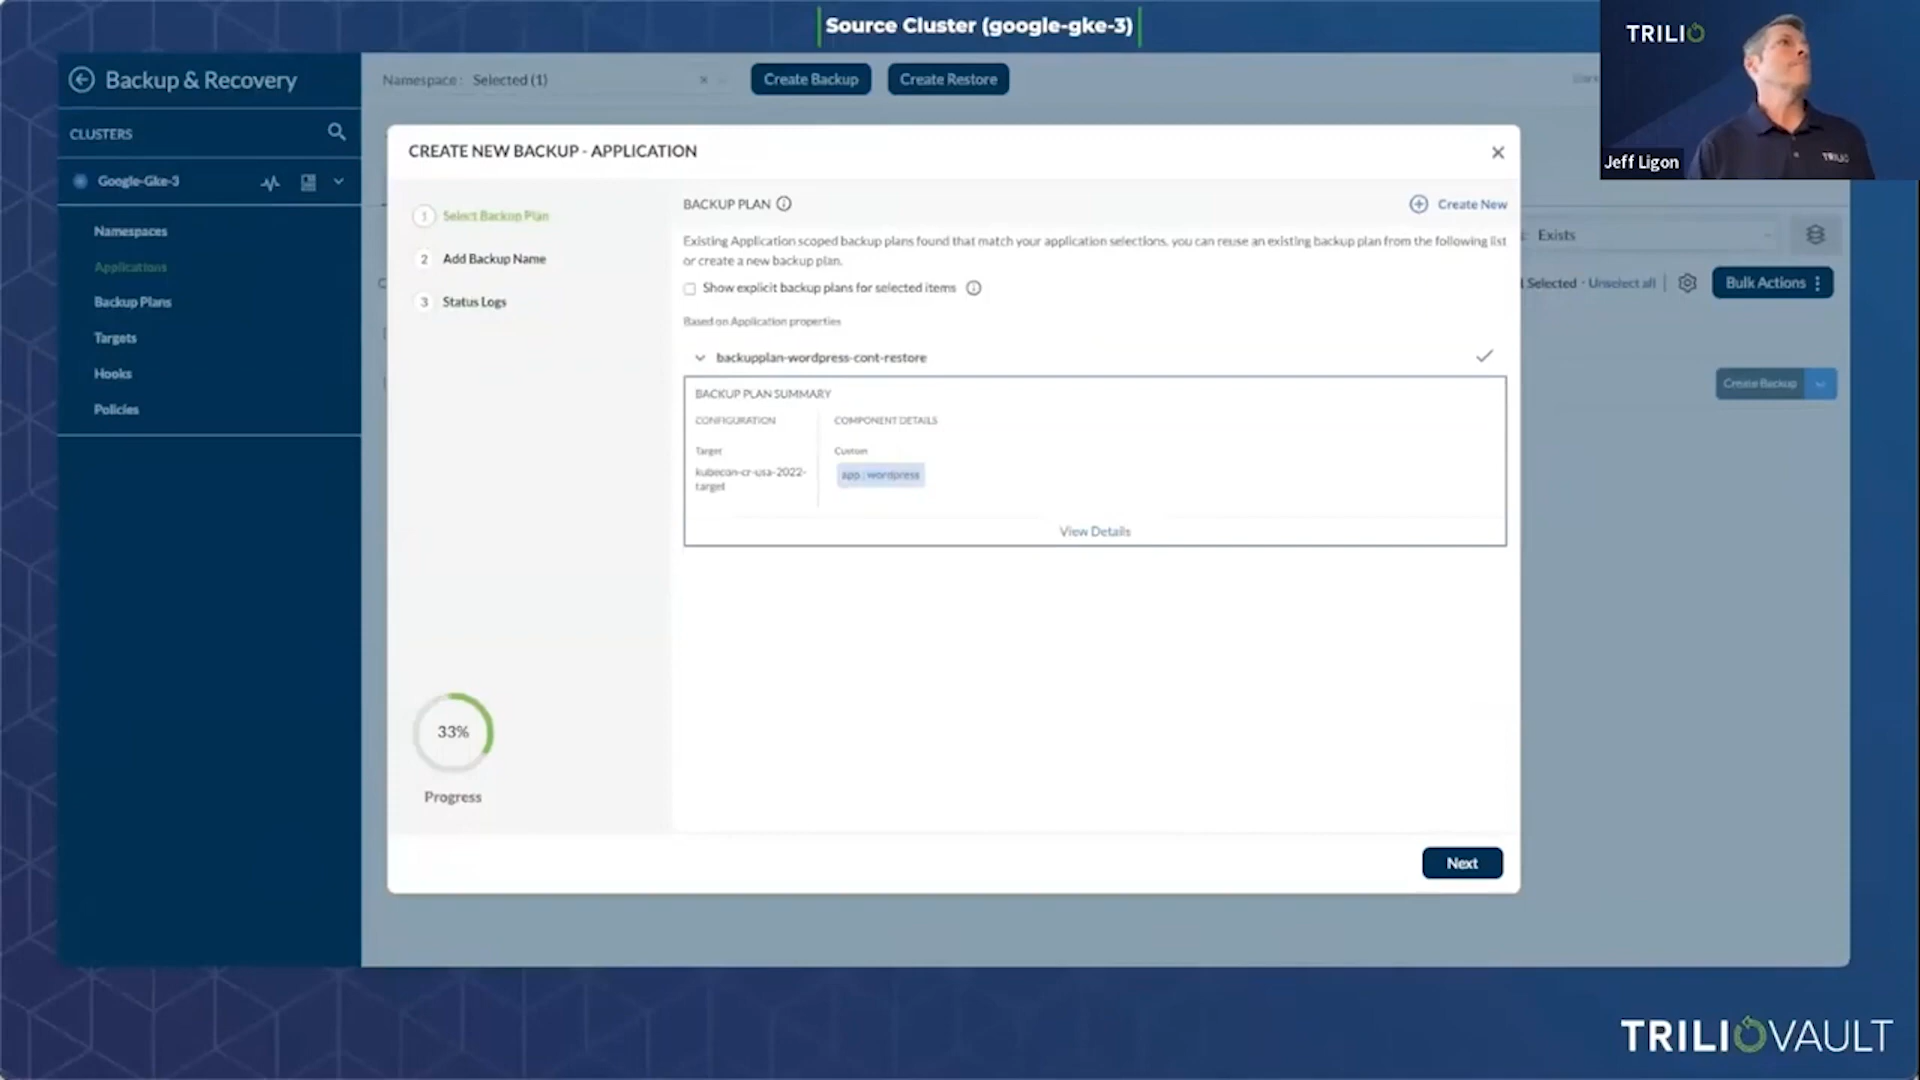 Source Cluster (google-gke-3)
TRILIO
Jeff Ligon
TRILIO
Backup & Recovery
Namespace : Selected (1)
Create Backup
Create Restore
CLUSTERS
Google-Gke-3
Namespaces
Applications
Backup Plans
Targets
Hooks
Policies
CREATE NEW BACKUP - APPLICATION
1 Select Backup Plan
2 Add Backup Name
3 Status Logs
33%
Progress
BACKUP PLAN
Create New
Existing Application scoped backup plans found that match your application selections, you can reuse an existing backup plan from the following list
or create a new backup plan.
Show explicit backup plans for selected items
Based on Application properties
backupplan-wordpress-cont-restore
BACKUP PLAN SUMMARY
CONFIGURATION
COMPONENT DETAILS
Target
Custom
kubecon-cr-usa-2022-
target
app : wordpress
View Details
Next
: Exists
Selected · Unselect all
Bulk Actions
Create Backup
TRILIOVAULT